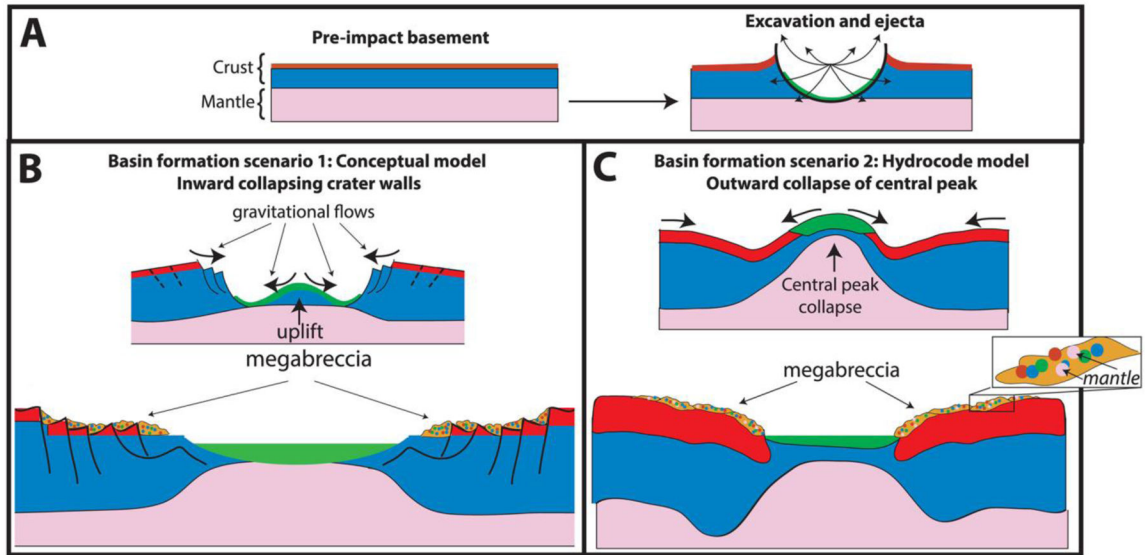 A
Pre-impact basement
Crust
Mantle
Excavation and ejecta
B
Basin formation scenario 1: Conceptual model
Inward collapsing crater walls
gravitational flows
uplift
megabreccia
C
Basin formation scenario 2: Hydrocode model
Outward collapse of central peak
Central peak
collapse
megabreccia
mantle